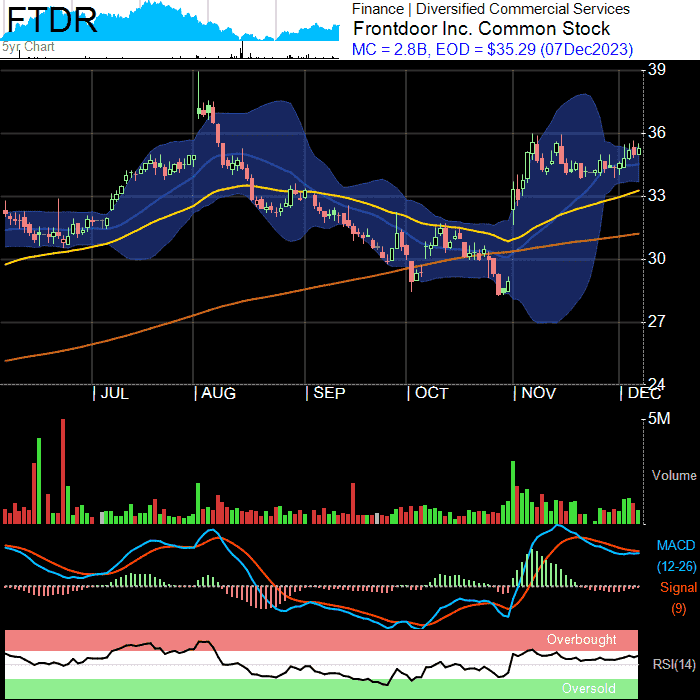 FTDR
5yr Chart
Finance | Diversified Commercial Services
Frontdoor Inc. Common Stock
MC = 2.8B, EOD = $35.29 (07Dec2023)
39
36
33
30
27
24
| JUL | AUG | SEP | OCT | NOV | DEC
5M
Volume
MACD
(12-26)
Signal
(9)
Overbought
RSI(14)
Oversold